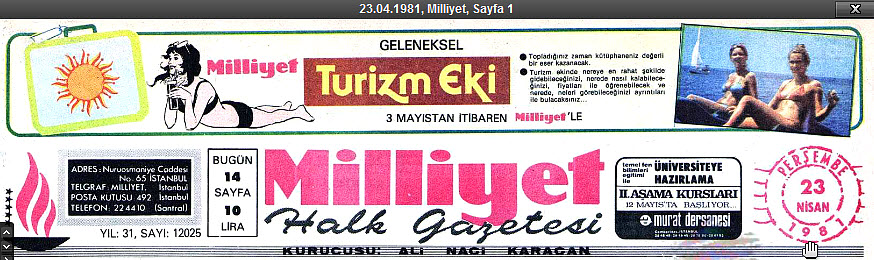 23.04.1981, Milliyet, Sayfa 1
GELENEKSEL
Milliyet Turizm Eki
3 MAYISTAN İTİBAREN Milliyet'LE
● Topladığınız zaman kütüphaneniz değerli
bir eser kazanacak.
● Turizm ekinde nereye en rahat şekilde
gidebileceğinizi, nerede nasıl kalabilece-
ğinizi, fiyatları ile öğrenebilecek ve
nerede, neleri görebileceğinizi ayrıntıları
ile bulacaksınız...
ADRES: Nuruosmaniye Caddesi
No. 65 İSTANBUL
TELGRAF: MİLLİYET, İstanbul
POSTA KUTUSU 492 İstanbul
TELEFON: 22 44 10 (Santral)
YIL: 31, SAYI: 12025
BUGÜN
14
SAYFA
10
LİRA
Milliyet
Halk Gazetesi
KURUCUSU: ALİ NACİ KARACAN
temel fen
bilimleri
eğitimi
ile
ÜNİVERSİTEYE
HAZIRLAMA
II. AŞAMA KURSLARI
12 MAYIS'TA BAŞLIYOR...
murat dersanesi
PERŞEMBE
23
NİSAN
1981